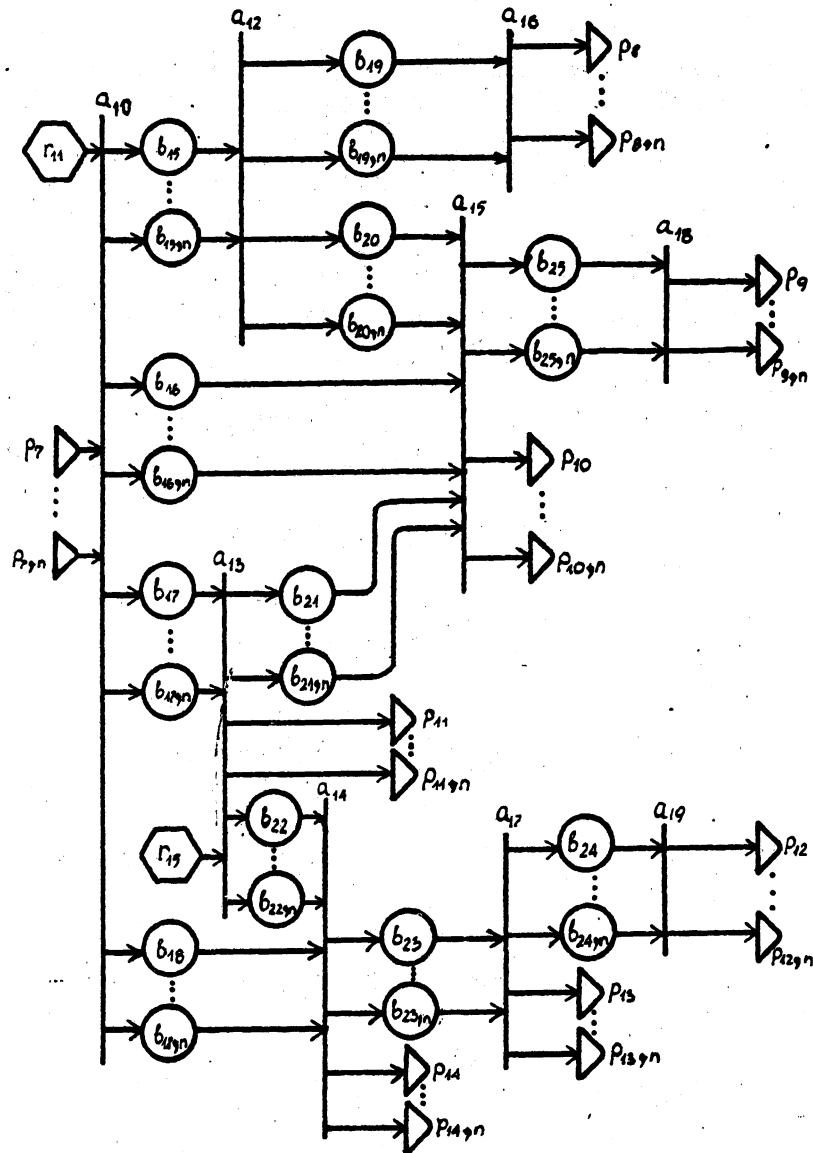 a12
a16
b19
p8
a10
r11
b15
b19,n
p8,n
a15
b15,n
b20
a18
b25
p9
b20,n
b25,n
p9,n
b16
p7
b16,n
p10
p7,n
a13
p10,n
b17
b21
b17,n
b21,n
p11
p11,n
a14
b22
a17
a19
r15
b24
p12
b22,n
b18
b23
b24,n
p12,n
b18,n
b23,n
p13
p13,n
p14
p14,n